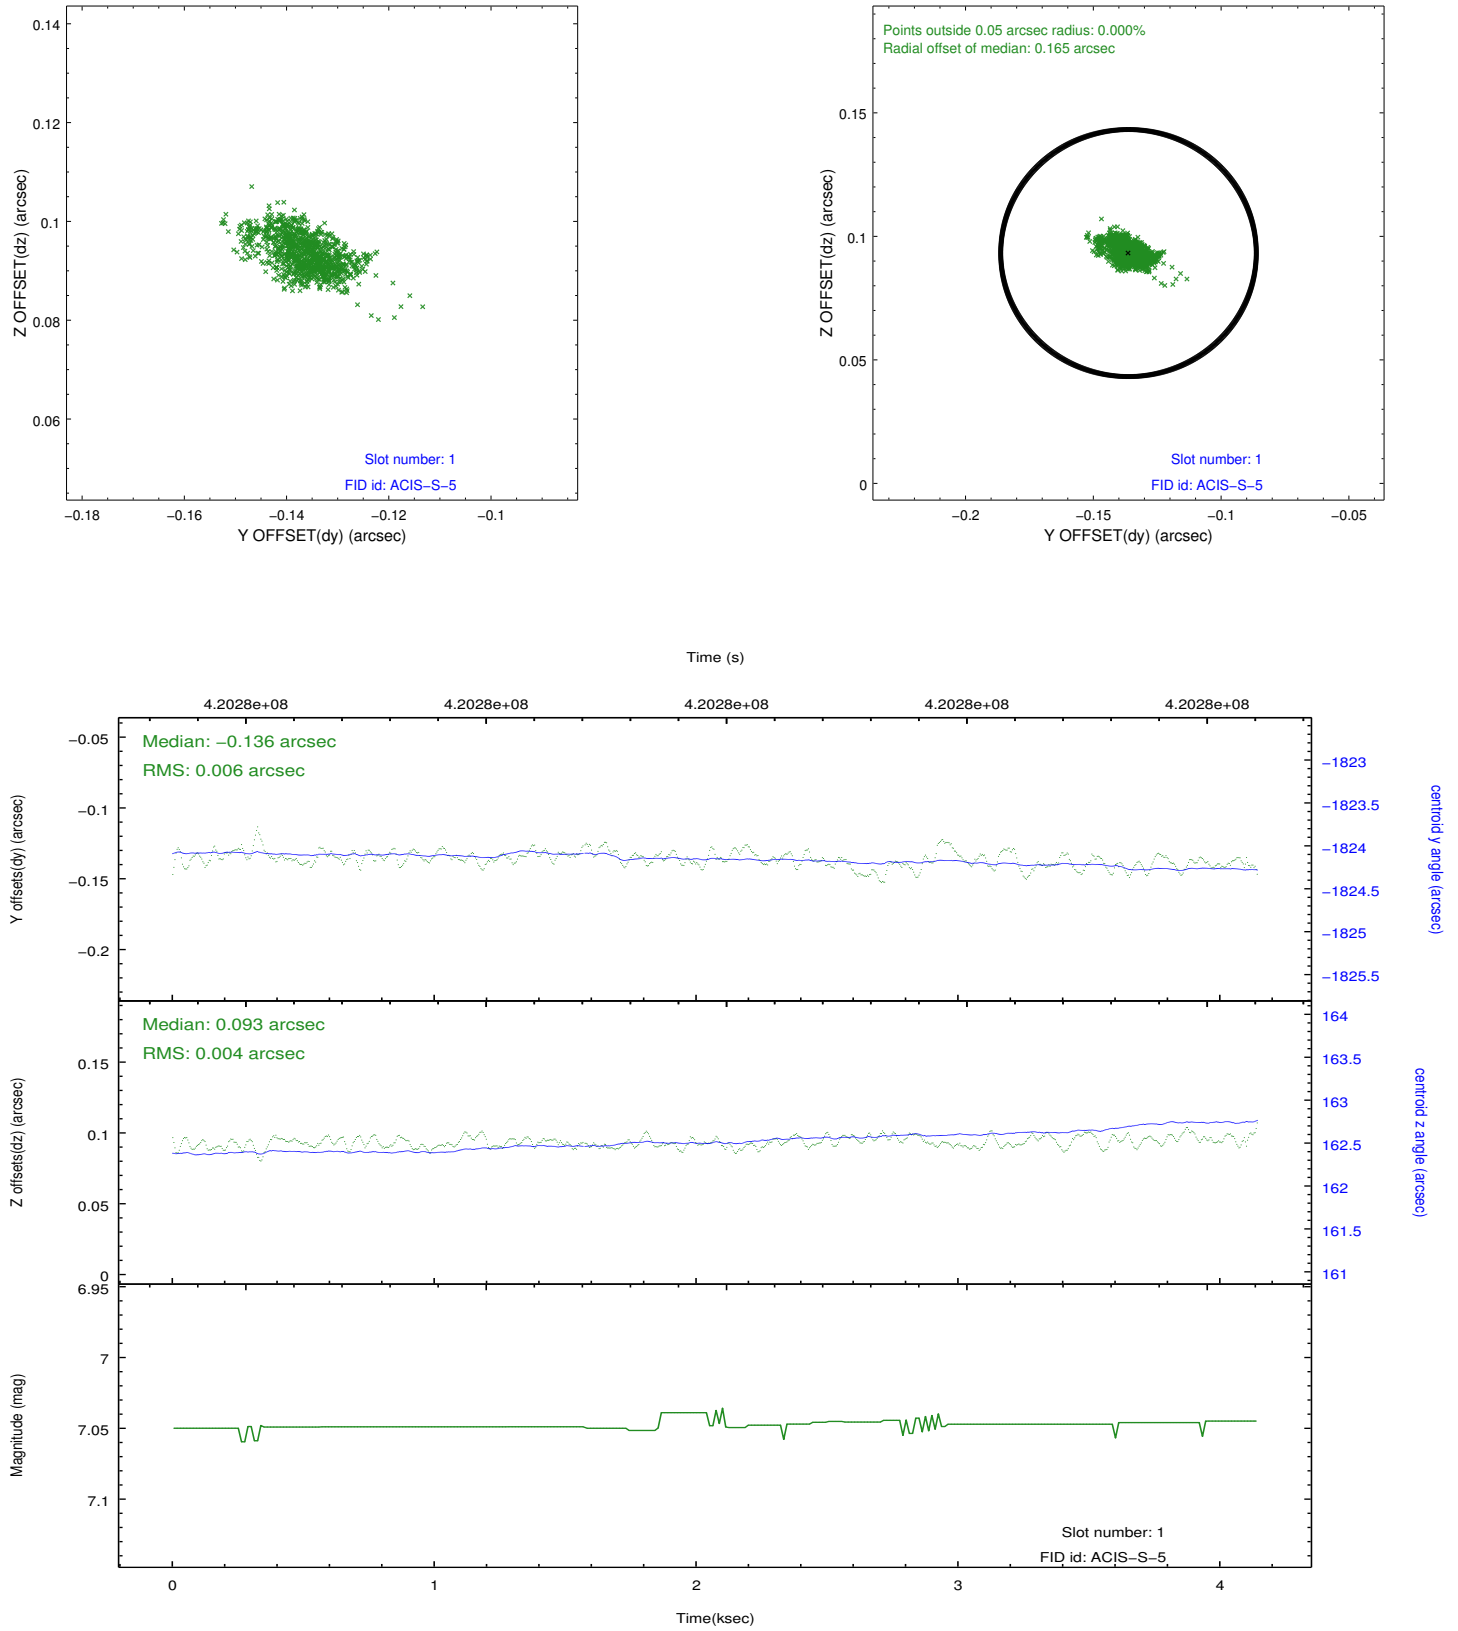 0.14
0.12
0.1
0.08
0.06
Z OFFSET(dz) (arcsec)
Slot number: 1
FID id: ACIS−S−5
−0.18 −0.16 −0.14 −0.12 −0.1
Y OFFSET(dy) (arcsec)
Points outside 0.05 arcsec radius: 0.000%
Radial offset of median: 0.165 arcsec
0.15
0.1
0.05
0
Z OFFSET(dz) (arcsec)
Slot number: 1
FID id: ACIS−S−5
−0.2 −0.15 −0.1 −0.05
Y OFFSET(dy) (arcsec)
Time (s)
4.2028e+08 4.2028e+08 4.2028e+08 4.2028e+08 4.2028e+08
Median: −0.136 arcsec
RMS: 0.006 arcsec
−0.05
−0.1
−0.15
−0.2
Y offsets(dy) (arcsec)
−1823
−1823.5
−1824
−1824.5
−1825
−1825.5
centroid y angle (arcsec)
Median: 0.093 arcsec
RMS: 0.004 arcsec
0.15
0.1
0.05
0
Z offsets(dz) (arcsec)
164
163.5
163
162.5
162
161.5
161
centroid z angle (arcsec)
6.95
7
7.05
7.1
Magnitude (mag)
Slot number: 1
FID id: ACIS−S−5
0 1 2 3 4
Time(ksec)